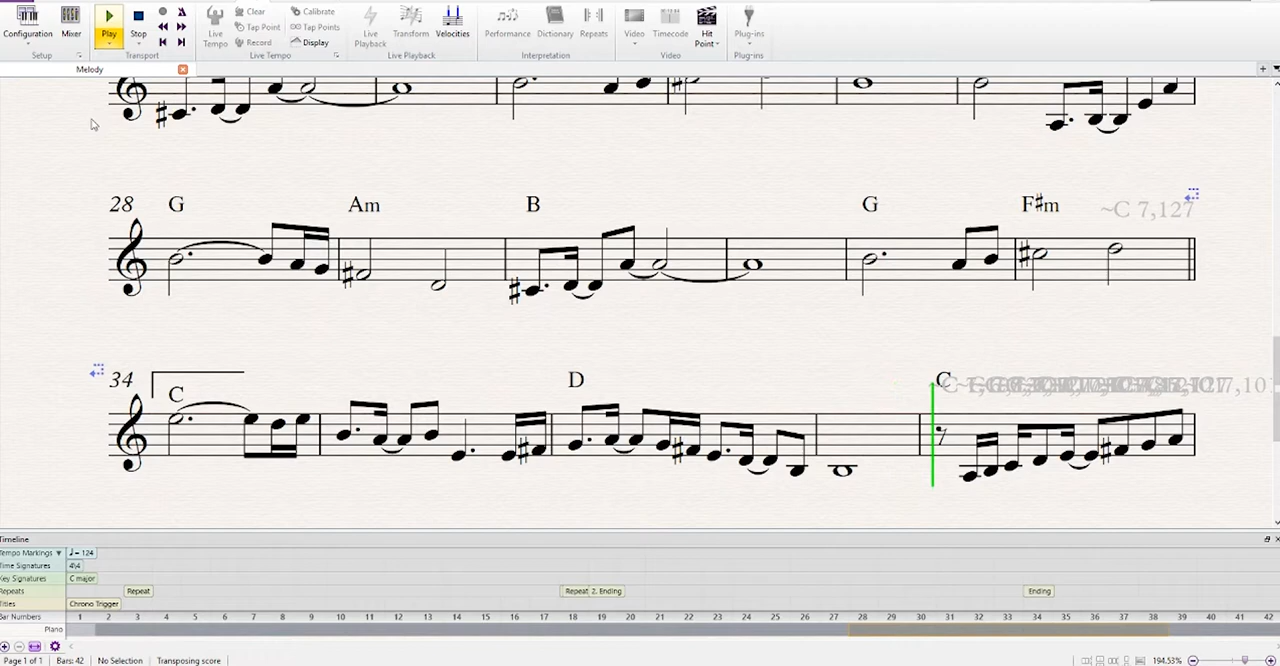 Configuration Mixer Play Stop Live Tempo Clear Calibrate Tap Point Tap Points Record Display Live Playback Transform Velocities Performance Dictionary Repeats Video Timecode Hit Point Plug-ins
Setup Transport Live Tempo Live Playback Interpretation Video Plug-ins
Melody
28 G Am B G F#m ~C 7,127
34 C D C
Timeline
Tempo Markings ♩= 124
Time Signatures 4\4
Key Signatures C major
Repeats Repeat Repeat 2. Ending Ending
Titles Chrono Trigger
Bar Numbers 1 2 3 4 5 6 7 8 9 10 11 12 13 14 15 16 17 18 19 20 21 22 23 24 25 26 27 28 29 30 31 32 33 34 35 36 37 38 39 40 41 42
Piano
Page 1 of 1 Bars: 42 No Selection Transposing score 194.53%